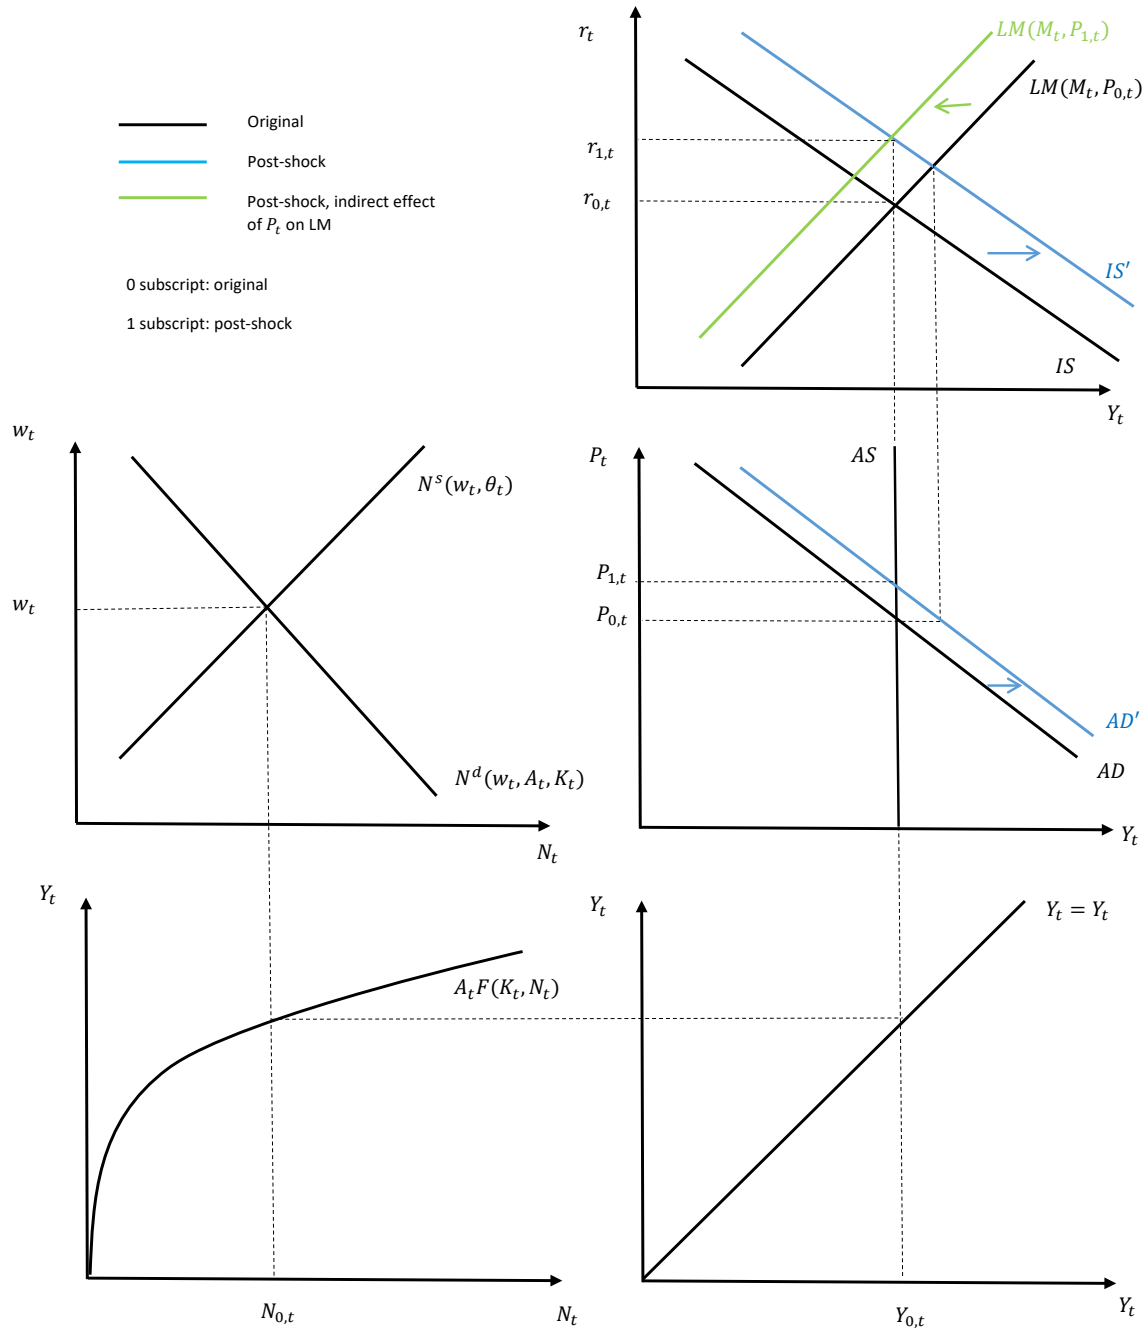 Original
Post-shock
Post-shock, indirect effect
of P_t on LM
0 subscript: original
1 subscript: post-shock
r_t
LM(M_t, P_{1,t})
LM(M_t, P_{0,t})
r_{1,t}
r_{0,t}
IS′
IS
Y_t
w_t
N^s(w_t, θ_t)
w_t
N^d(w_t, A_t, K_t)
N_t
P_t
AS
P_{1,t}
P_{0,t}
AD′
AD
Y_t
Y_t
A_tF(K_t, N_t)
N_{0,t}
N_t
Y_t
Y_t = Y_t
Y_{0,t}
Y_t